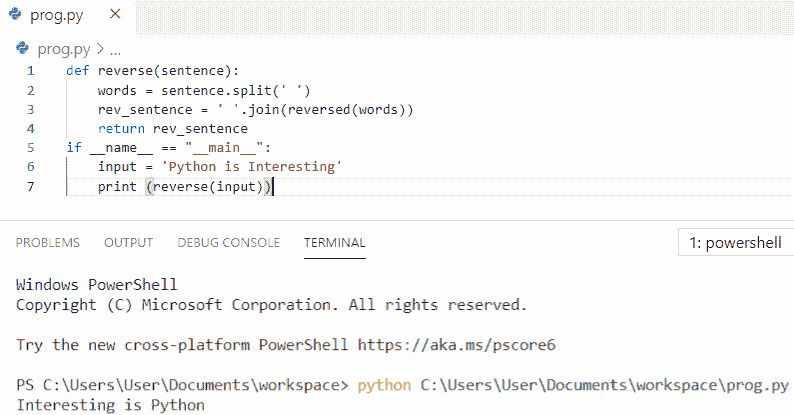 prog.py ×
prog.py > ...
1 def reverse(sentence):
2     words = sentence.split(' ')
3     rev_sentence = ' '.join(reversed(words))
4     return rev_sentence
5 if __name__ == "__main__":
6     input = 'Python is Interesting'
7     print (reverse(input))
PROBLEMS OUTPUT DEBUG CONSOLE TERMINAL 1: powershell
Windows PowerShell
Copyright (C) Microsoft Corporation. All rights reserved.
Try the new cross-platform PowerShell https://aka.ms/pscore6
PS C:\Users\User\Documents\workspace> python C:\Users\User\Documents\workspace\prog.py
Interesting is Python